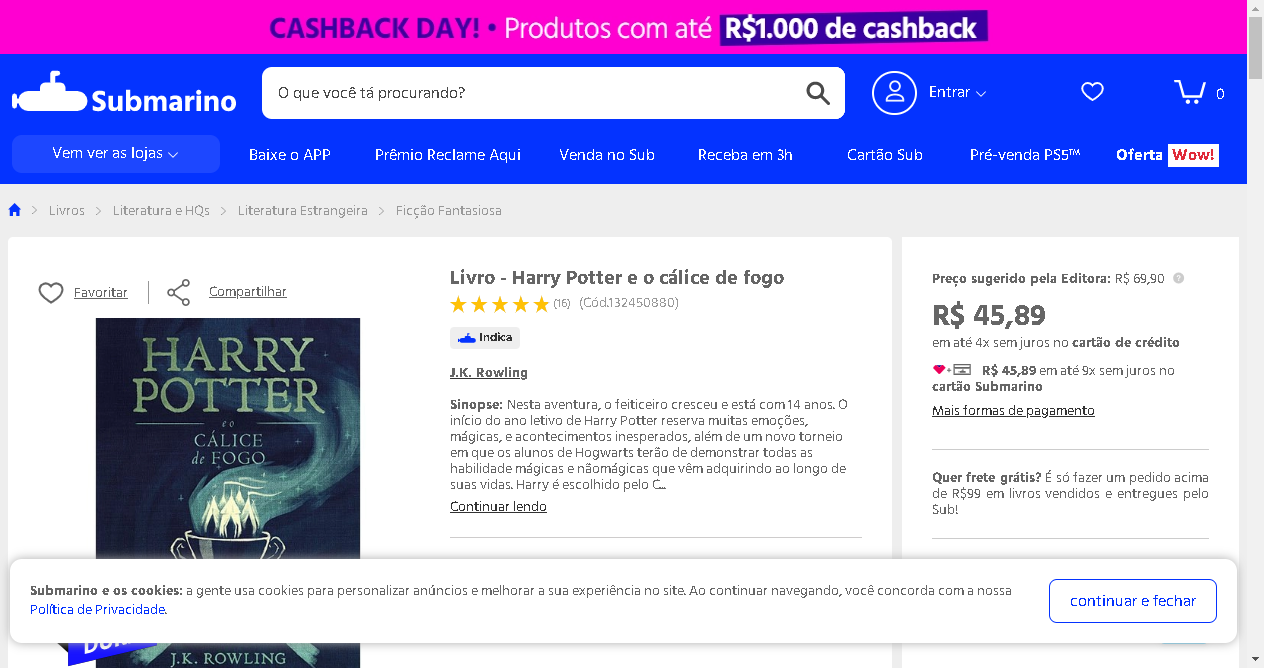 CASHBACK DAY! • Produtos com até R$1.000 de cashback
Submarino
O que você tá procurando?
Entrar
0
Vem ver as lojas
Baixe o APP
Prêmio Reclame Aqui
Venda no Sub
Receba em 3h
Cartão Sub
Pré-venda PS5™
Oferta Wow!
Livros
Literatura e HQs
Literatura Estrangeira
Ficção Fantasiosa
Favoritar
Compartilhar
HARRY
POTTER
e o
CÁLICE
de FOGO
J.K. ROWLING
Livro - Harry Potter e o cálice de fogo
(16) (Cód.132450880)
Indica
J.K. Rowling
Sinopse: Nesta aventura, o feiticeiro cresceu e está com 14 anos. O
início do ano letivo de Harry Potter reserva muitas emoções,
mágicas, e acontecimentos inesperados, além de um novo torneio
em que os alunos de Hogwarts terão de demonstrar todas as
habilidade mágicas e nãomágicas que vêm adquirindo ao longo de
suas vidas. Harry é escolhido pelo C...
Continuar lendo
Preço sugerido pela Editora: R$ 69,90
R$ 45,89
em até 4x sem juros no cartão de crédito
R$ 45,89 em até 9x sem juros no
cartão Submarino
Mais formas de pagamento
Quer frete grátis? É só fazer um pedido acima
de R$99 em livros vendidos e entregues pelo
Sub!
Submarino e os cookies: a gente usa cookies para personalizar anúncios e melhorar a sua experiência no site. Ao continuar navegando, você concorda com a nossa
Política de Privacidade.
continuar e fechar